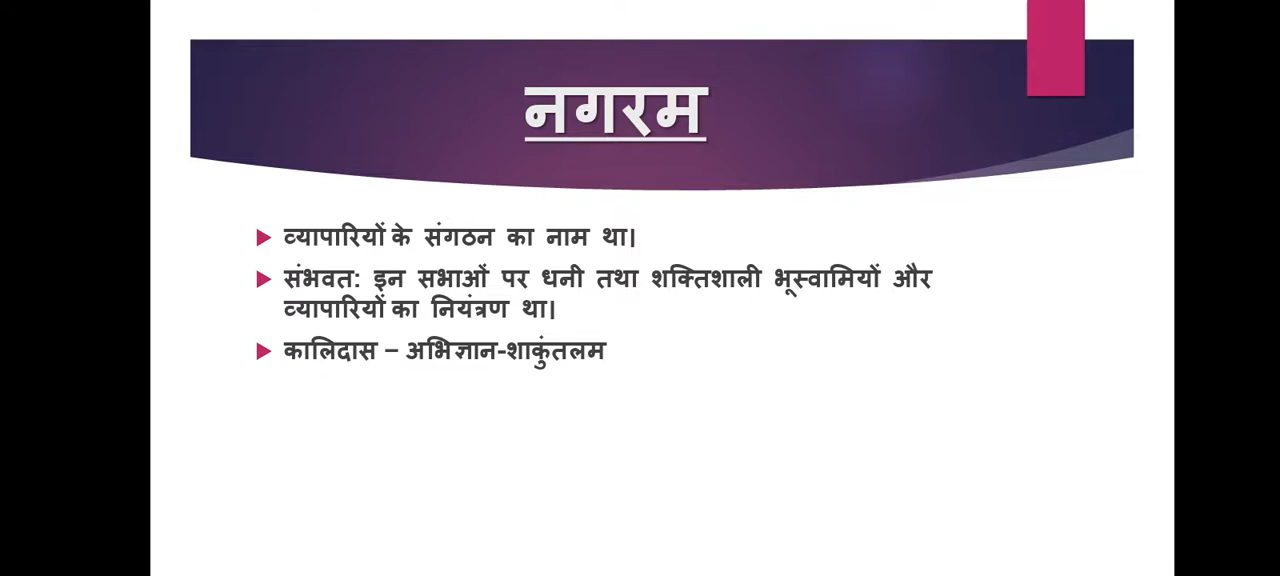 नगरम
व्यापारियों के संगठन का नाम था।
संभवत: इन सभाओं पर धनी तथा शक्तिशाली भूस्वामियों और
व्यापारियों का नियंत्रण था।
कालिदास – अभिज्ञान-शाकुंतलम